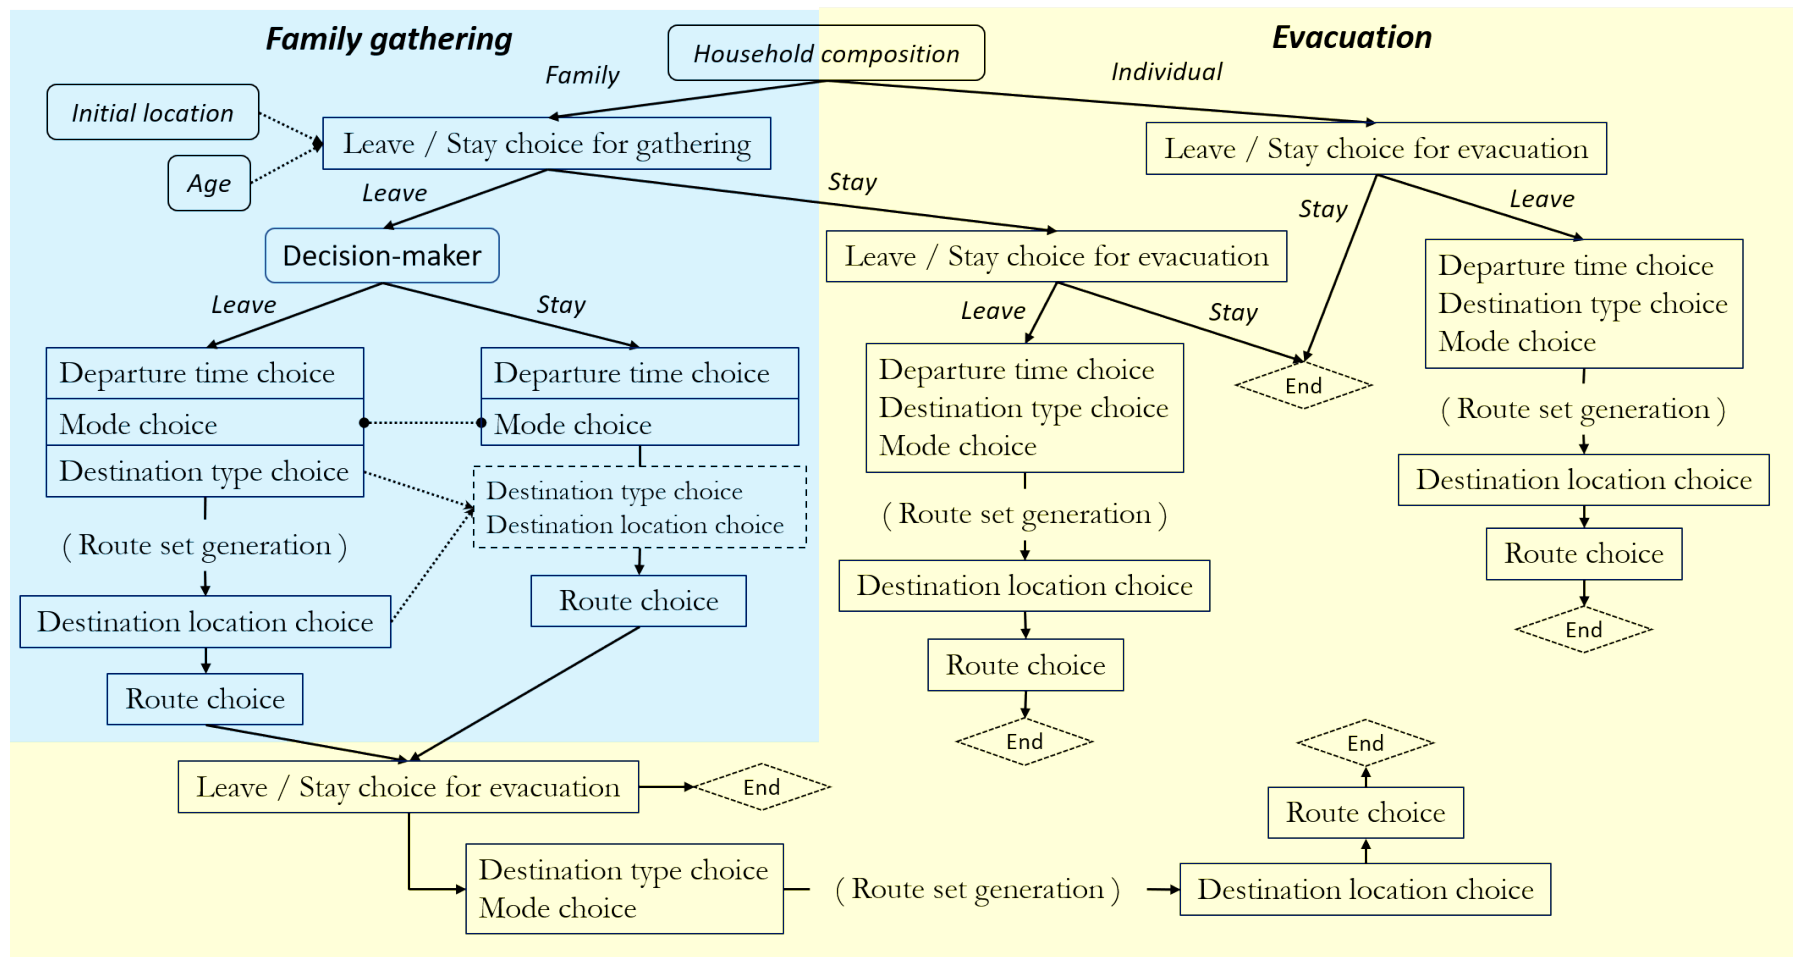 Family gathering
Evacuation
Household composition
Family
Individual
Initial location
Leave / Stay choice for gathering
Leave / Stay choice for evacuation
Age
Leave
Stay
Stay
Leave
Decision-maker
Leave / Stay choice for evacuation
Departure time choice
Destination type choice
Mode choice
Leave
Stay
Leave
Stay
Departure time choice
Mode choice
Destination type choice
Departure time choice
Mode choice
Departure time choice
Destination type choice
Mode choice
End
( Route set generation )
Destination type choice
Destination location choice
( Route set generation )
Destination location choice
( Route set generation )
Route choice
Destination location choice
Route choice
Destination location choice
End
Route choice
Route choice
End
End
Leave / Stay choice for evacuation
End
Route choice
Destination type choice
Mode choice
( Route set generation )
Destination location choice